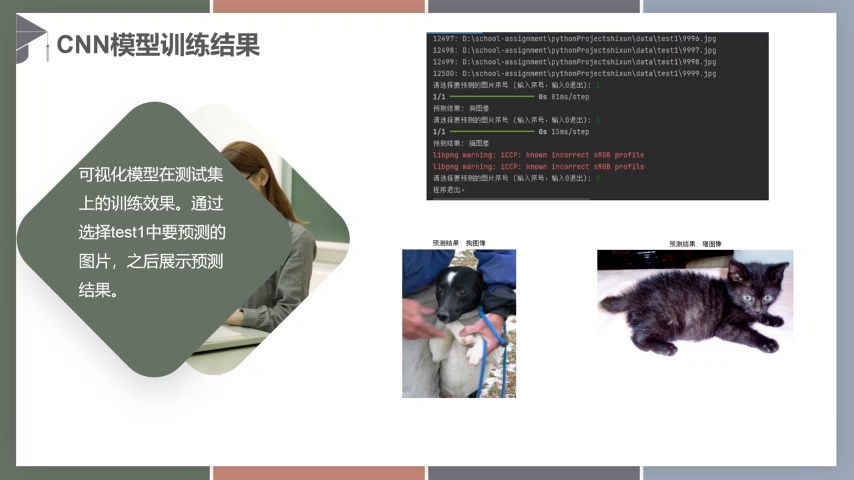 CNN模型训练结果
可视化模型在测试集
上的训练效果。通过
选择test1中要预测的
图片，之后展示预测
结果。
12497: D:\school-assignment\pythonProjectshixun\data\test1\9996.jpg
12498: D:\school-assignment\pythonProjectshixun\data\test1\9997.jpg
12499: D:\school-assignment\pythonProjectshixun\data\test1\9998.jpg
12500: D:\school-assignment\pythonProjectshixun\data\test1\9999.jpg
请选择要预测的图片序号 (输入序号，输入0退出):
1/1 0s 81ms/step
预测结果: 狗图像
请选择要预测的图片序号 (输入序号，输入0退出):
1/1 0s 15ms/step
预测结果: 猫图像
libpng warning: iCCP: known incorrect sRGB profile
libpng warning: iCCP: known incorrect sRGB profile
请选择要预测的图片序号 (输入序号，输入0退出):
程序退出。
预测结果: 狗图像
预测结果: 猫图像